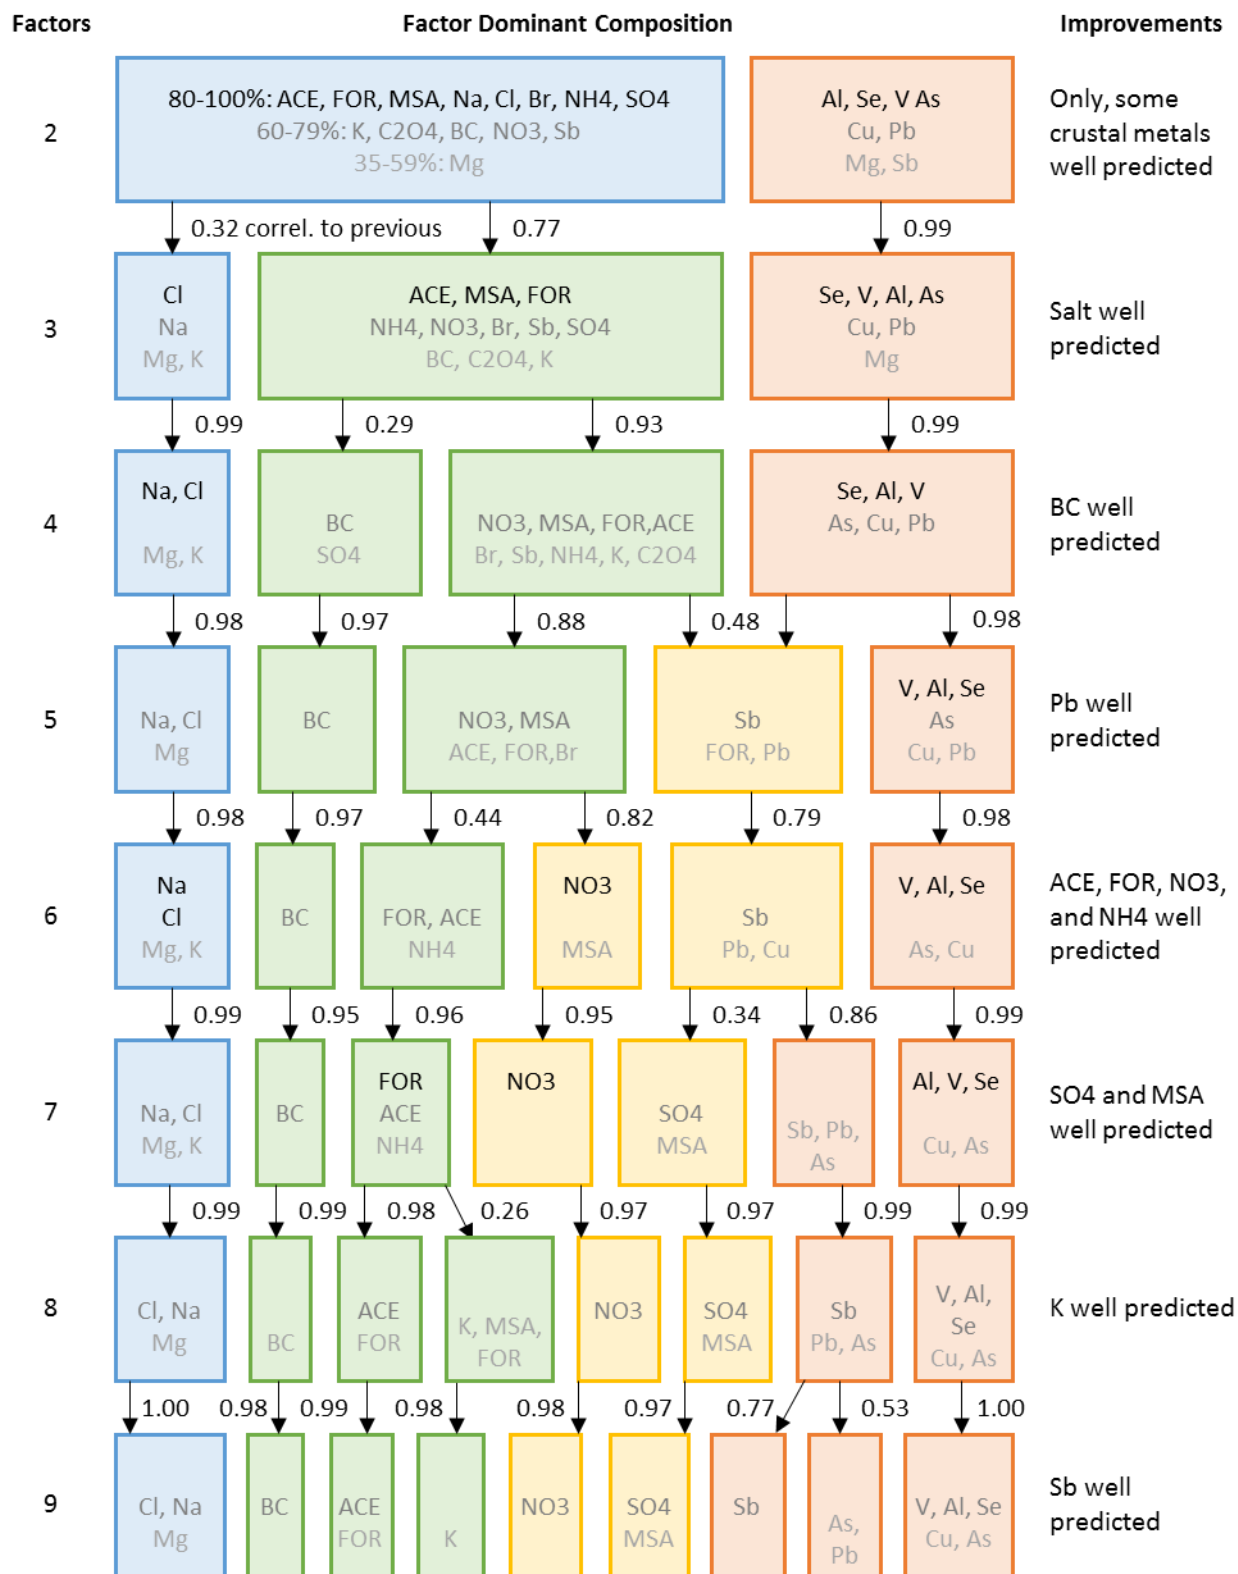 Factors
Factor Dominant Composition
Improvements
2
80-100%: ACE, FOR, MSA, Na, Cl, Br, NH4, SO4
60-79%: K, C2O4, BC, NO3, Sb
35-59%: Mg
Al, Se, V As
Cu, Pb
Mg, Sb
Only, some
crustal metals
well predicted
0.32 correl. to previous
0.77
0.99
3
Cl
Na
Mg, K
ACE, MSA, FOR
NH4, NO3, Br, Sb, SO4
BC, C2O4, K
Se, V, Al, As
Cu, Pb
Mg
Salt well
predicted
0.99
0.29
0.93
0.99
4
Na, Cl
Mg, K
BC
SO4
NO3, MSA, FOR,ACE
Br, Sb, NH4, K, C2O4
Se, Al, V
As, Cu, Pb
BC well
predicted
0.98
0.97
0.88
0.48
0.98
5
Na, Cl
Mg
BC
NO3, MSA
ACE, FOR,Br
Sb
FOR, Pb
V, Al, Se
As
Cu, Pb
Pb well
predicted
0.98
0.97
0.44
0.82
0.79
0.98
6
Na
Cl
Mg, K
BC
FOR, ACE
NH4
NO3
MSA
Sb
Pb, Cu
V, Al, Se
As, Cu
ACE, FOR, NO3,
and NH4 well
predicted
0.99
0.95
0.96
0.95
0.34
0.86
0.99
7
Na, Cl
Mg, K
BC
FOR
ACE
NH4
NO3
SO4
MSA
Sb, Pb,
As
Al, V, Se
Cu, As
SO4 and MSA
well predicted
0.99
0.99
0.98
0.26
0.97
0.97
0.99
0.99
8
Cl, Na
Mg
BC
ACE
FOR
K, MSA,
FOR
NO3
SO4
MSA
Sb
Pb, As
V, Al,
Se
Cu, As
K well predicted
1.00
0.98
0.99
0.98
0.98
0.97
0.77
0.53
1.00
9
Cl, Na
Mg
BC
ACE
FOR
K
NO3
SO4
MSA
Sb
As,
Pb
V, Al, Se
Cu, As
Sb well
predicted